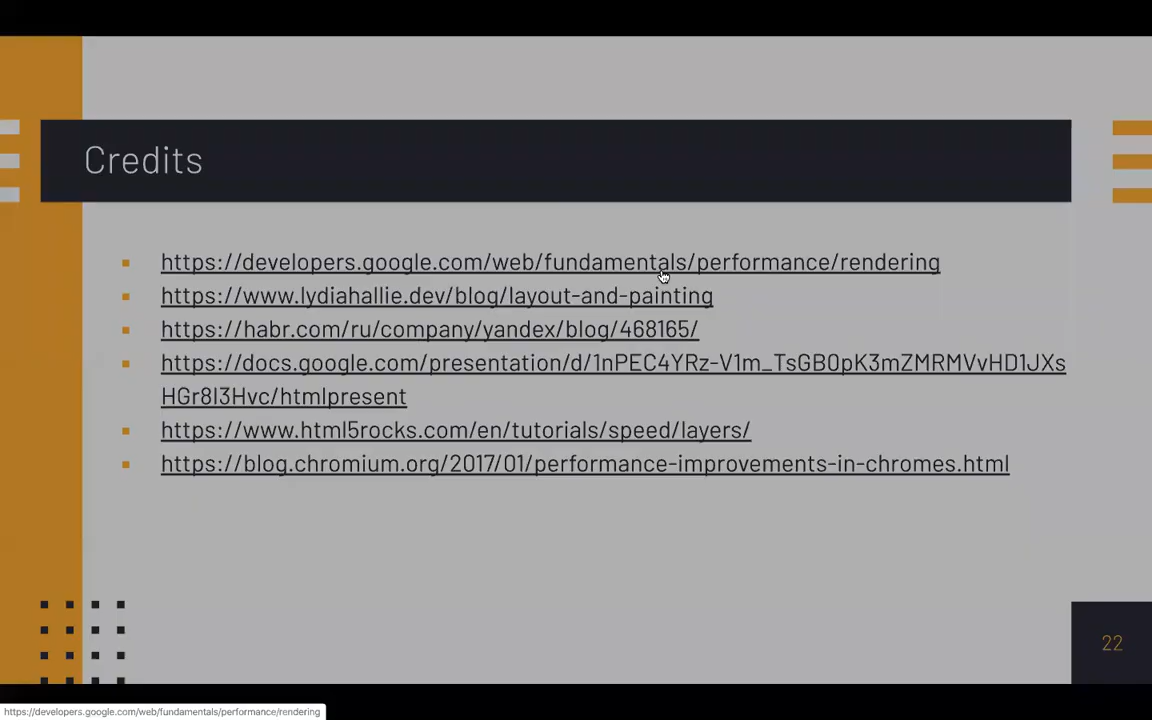 Credits
https://developers.google.com/web/fundamentals/performance/rendering
https://www.lydiahallie.dev/blog/layout-and-painting
https://habr.com/ru/company/yandex/blog/468165/
https://docs.google.com/presentation/d/1nPEC4YRz-V1m_TsGB0pK3mZMRMVvHD1JXs
HGr8I3Hvc/htmlpresent
https://www.html5rocks.com/en/tutorials/speed/layers/
https://blog.chromium.org/2017/01/performance-improvements-in-chromes.html
22
https://developers.google.com/web/fundamentals/performance/rendering